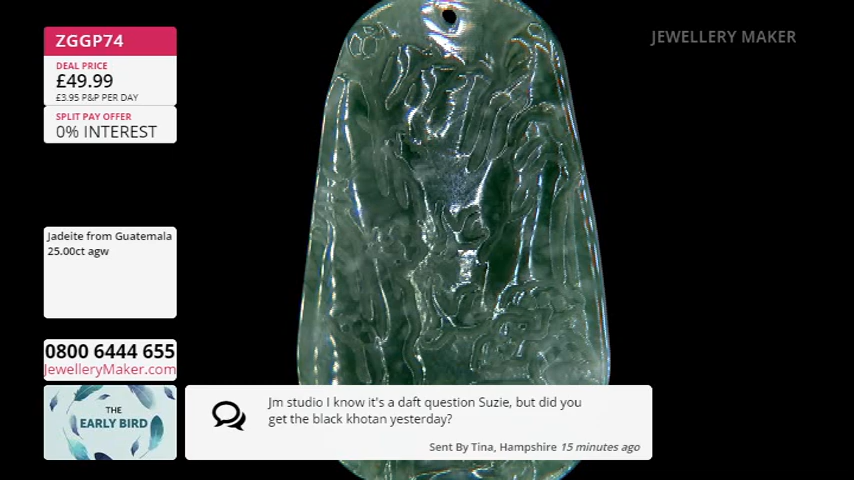 ZGGP74
JEWELLERY MAKER
DEAL PRICE
£49.99
£3.95 P&P PER DAY
SPLIT PAY OFFER
0% INTEREST
Jadeite from Guatemala
25.00ct agw
0800 6444 655
JewelleryMaker.com
THE
EARLY BIRD
Jm studio I know it's a daft question Suzie, but did you
get the black khotan yesterday?
Sent By Tina, Hampshire 15 minutes ago